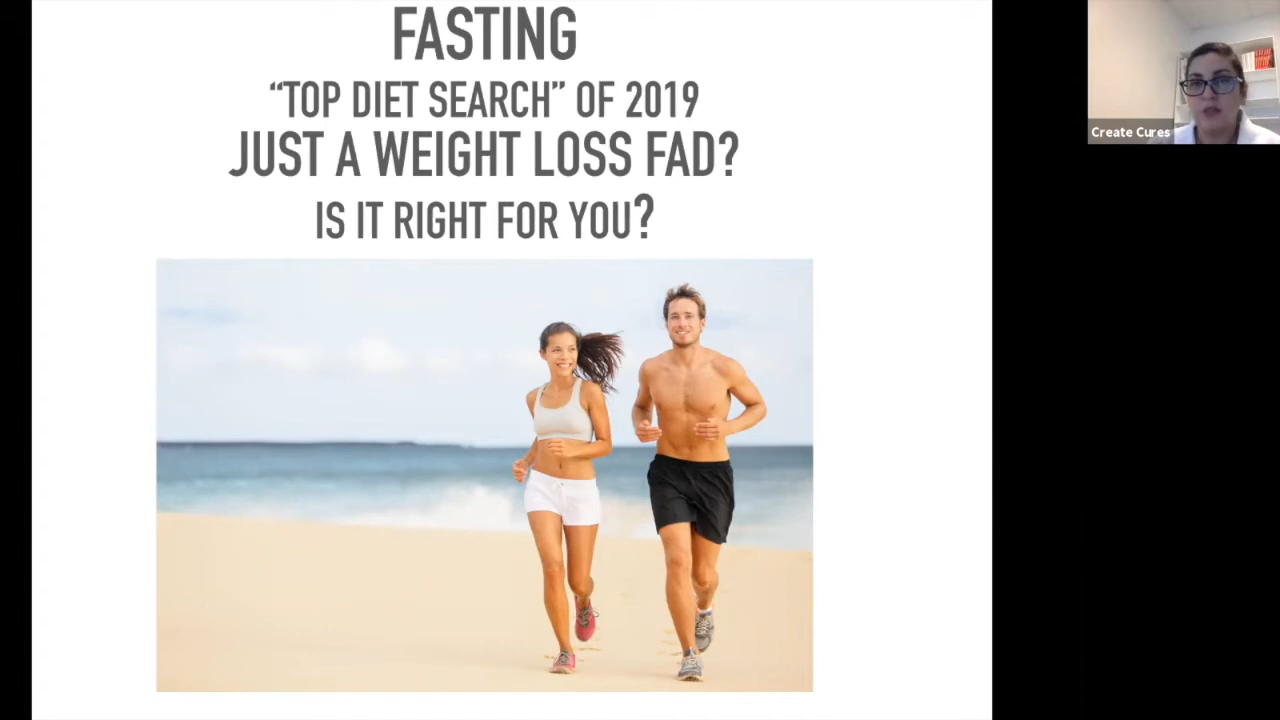 FASTING
“TOP DIET SEARCH” OF 2019
JUST A WEIGHT LOSS FAD?
IS IT RIGHT FOR YOU?
Create Cures